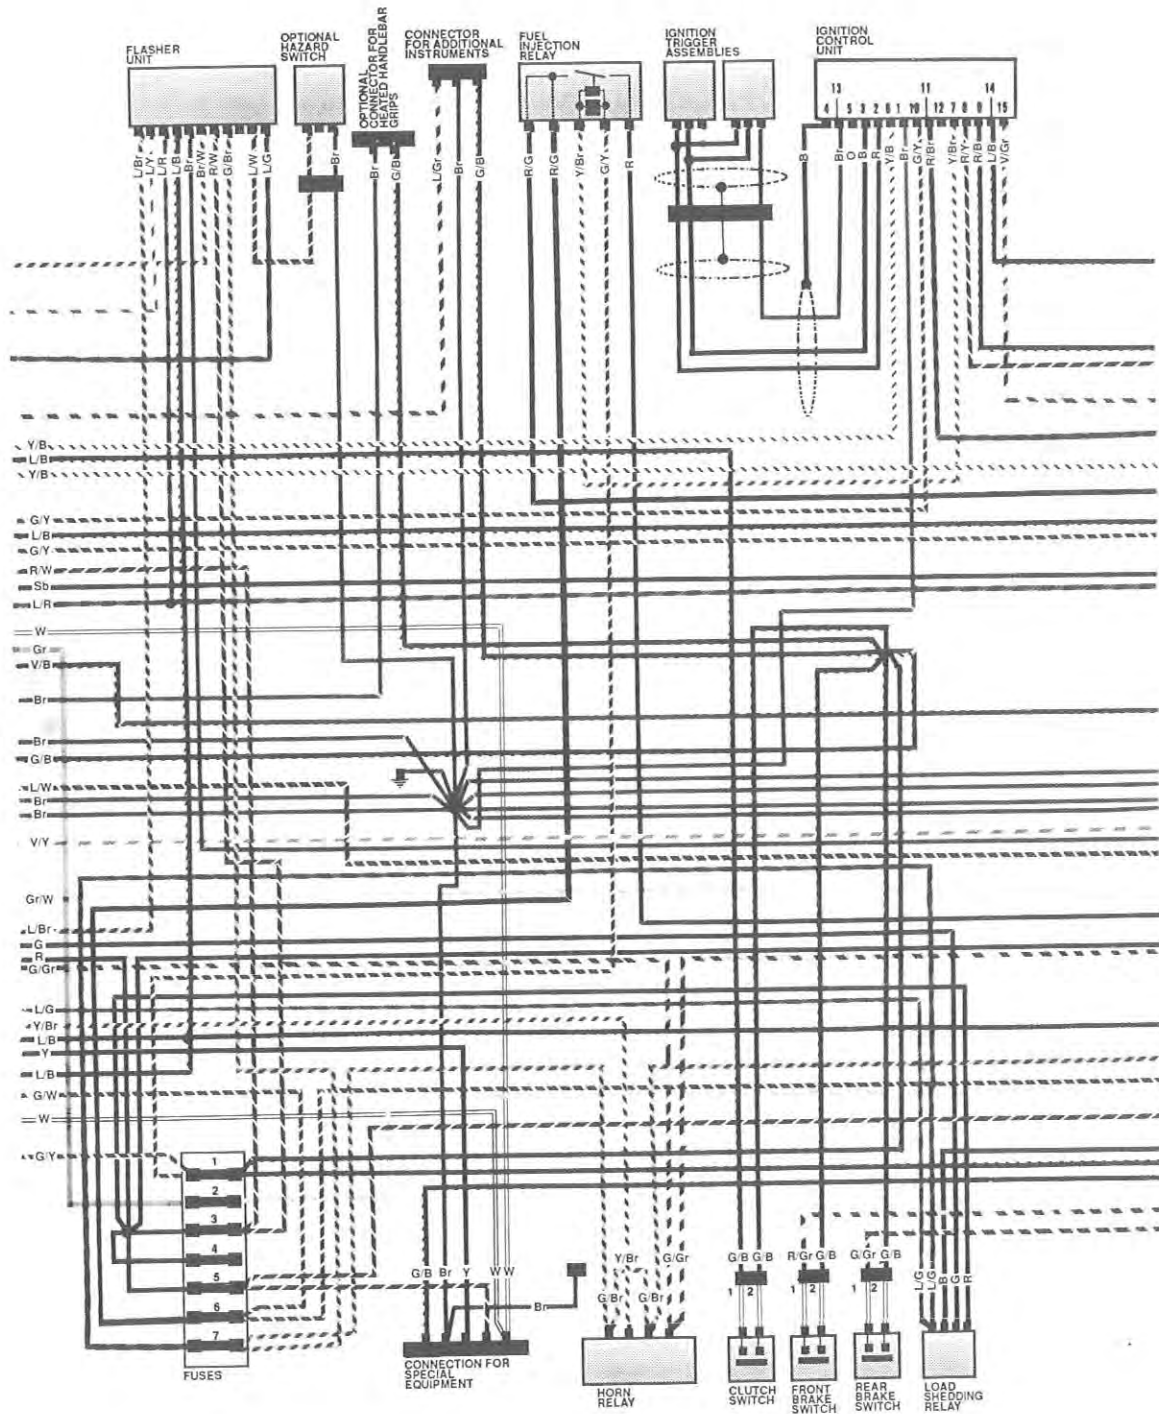 FLASHER
UNIT
OPTIONAL
HAZARD
SWITCH
OPTIONAL
CONNECTOR FOR
HEATED HANDLEBAR
GRIPS
CONNECTOR
FOR ADDITIONAL
INSTRUMENTS
FUEL
INJECTION
RELAY
IGNITION
TRIGGER
ASSEMBLIES
IGNITION
CONTROL
UNIT
13 11 14
4 5 3 2 6 1 10 12 7 8 9 15
L/Br L/Y L/R L/B Br Br/W R/W G/Br L/W L/G
Br
Br G/B
L/Gr Br G/B
R/G R/G Y/Br G/Y R
B Br O B R Y/B Br G/Y R/Br Y/Br R/Y R/B L/B V/Gr
Y/B
L/B
Y/B
G/Y
L/B
G/Y
R/W
Sb
L/R
W
Gr
V/B
Br
Br
G/B
L/W
Br
Br
V/Y
Gr/W
L/Br
G
R
G/Gr
L/G
Y/Br
L/B
Y
L/B
G/W
W
G/Y
1
2
3
4
5
6
7
FUSES
G/B Br Y W W
Br
CONNECTION FOR
SPECIAL
EQUIPMENT
Y/Br G/Gr
G/Br G/Br
HORN
RELAY
G/B G/B
1 2
CLUTCH
SWITCH
R/Gr G/B
1 2
FRONT
BRAKE
SWITCH
G/Gr G/B
1 2
REAR
BRAKE
SWITCH
L/G L/G B G R
LOAD
SHEDDING
RELAY